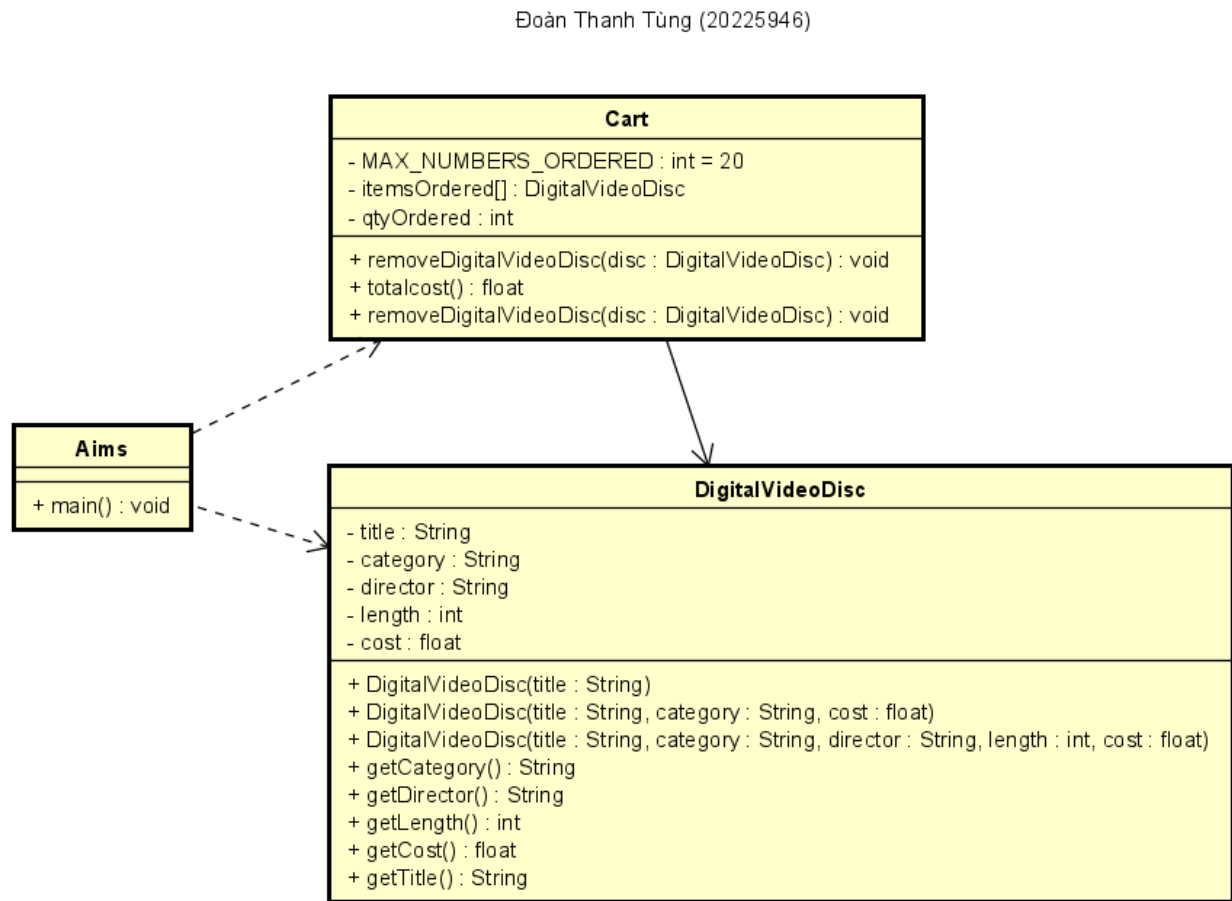 Đoàn Thanh Tùng (20225946)
Cart
- MAX_NUMBERS_ORDERED : int = 20
- itemsOrdered[] : DigitalVideoDisc
- qtyOrdered : int
+ removeDigitalVideoDisc(disc : DigitalVideoDisc) : void
+ totalcost() : float
+ removeDigitalVideoDisc(disc : DigitalVideoDisc) : void
Aims
+ main() : void
DigitalVideoDisc
- title : String
- category : String
- director : String
- length : int
- cost : float
+ DigitalVideoDisc(title : String)
+ DigitalVideoDisc(title : String, category : String, cost : float)
+ DigitalVideoDisc(title : String, category : String, director : String, length : int, cost : float)
+ getCategory() : String
+ getDirector() : String
+ getLength() : int
+ getCost() : float
+ getTitle() : String